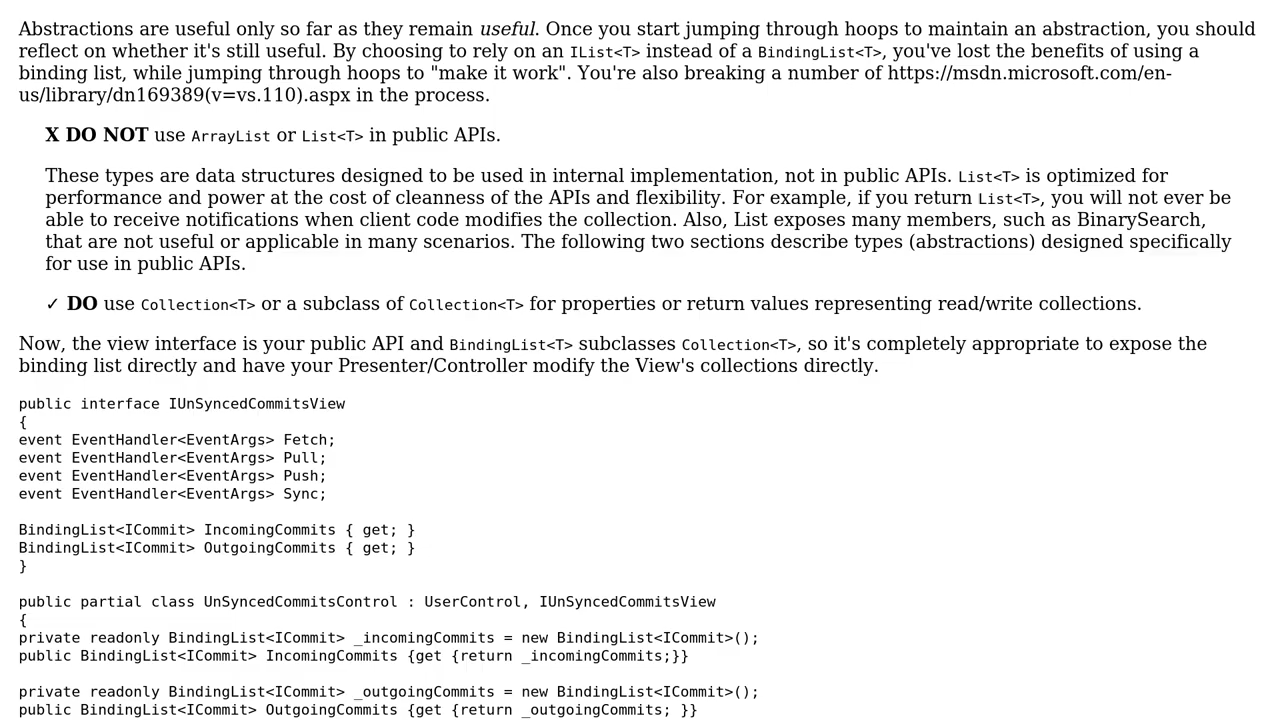 Abstractions are useful only so far as they remain useful. Once you start jumping through hoops to maintain an abstraction, you should
reflect on whether it's still useful. By choosing to rely on an IList<T> instead of a BindingList<T>, you've lost the benefits of using a
binding list, while jumping through hoops to "make it work". You're also breaking a number of https://msdn.microsoft.com/en-
us/library/dn169389(v=vs.110).aspx in the process.
X DO NOT use ArrayList or List<T> in public APIs.
These types are data structures designed to be used in internal implementation, not in public APIs. List<T> is optimized for
performance and power at the cost of cleanness of the APIs and flexibility. For example, if you return List<T>, you will not ever be
able to receive notifications when client code modifies the collection. Also, List exposes many members, such as BinarySearch,
that are not useful or applicable in many scenarios. The following two sections describe types (abstractions) designed specifically
for use in public APIs.
✓ DO use Collection<T> or a subclass of Collection<T> for properties or return values representing read/write collections.
Now, the view interface is your public API and BindingList<T> subclasses Collection<T>, so it's completely appropriate to expose the
binding list directly and have your Presenter/Controller modify the View's collections directly.
public interface IUnSyncedCommitsView
{
event EventHandler<EventArgs> Fetch;
event EventHandler<EventArgs> Pull;
event EventHandler<EventArgs> Push;
event EventHandler<EventArgs> Sync;
BindingList<ICommit> IncomingCommits { get; }
BindingList<ICommit> OutgoingCommits { get; }
}
public partial class UnSyncedCommitsControl : UserControl, IUnSyncedCommitsView
{
private readonly BindingList<ICommit> _incomingCommits = new BindingList<ICommit>();
public BindingList<ICommit> IncomingCommits {get {return _incomingCommits;}}
private readonly BindingList<ICommit> _outgoingCommits = new BindingList<ICommit>();
public BindingList<ICommit> OutgoingCommits {get {return _outgoingCommits; }}